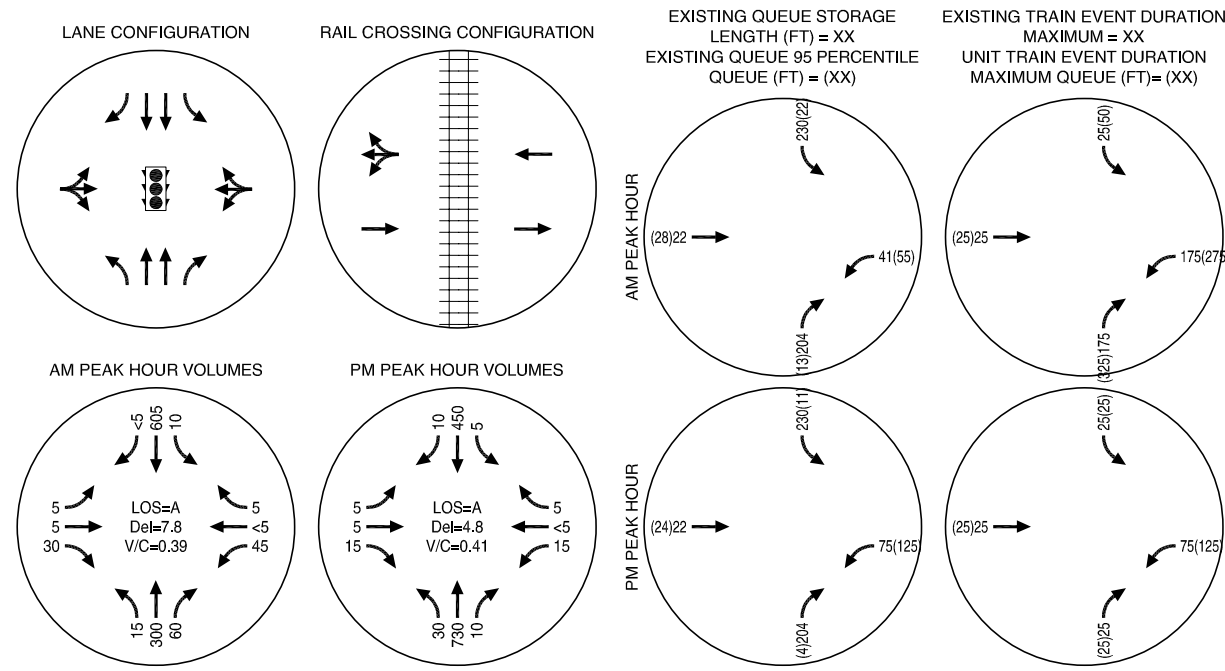 LANE CONFIGURATION
RAIL CROSSING CONFIGURATION
EXISTING QUEUE STORAGE
LENGTH (FT) = XX
EXISTING QUEUE 95 PERCENTILE
QUEUE (FT) = (XX)
EXISTING TRAIN EVENT DURATION
MAXIMUM = XX
UNIT TRAIN EVENT DURATION
MAXIMUM QUEUE (FT)= (XX)
AM PEAK HOUR
230(22)
(28)22
41(55)
(13)204
25(50)
(25)25
175(275
(325)175
AM PEAK HOUR VOLUMES
<5
605
10
5
5
30
LOS=A
Del=7.8
V/C=0.39
5
<5
45
15
300
60
PM PEAK HOUR VOLUMES
10
450
5
5
5
15
LOS=A
Del=4.8
V/C=0.41
5
<5
15
30
730
10
PM PEAK HOUR
230(11)
(24)22
75(125)
(4)204
25(25)
(25)25
75(125)
(25)25